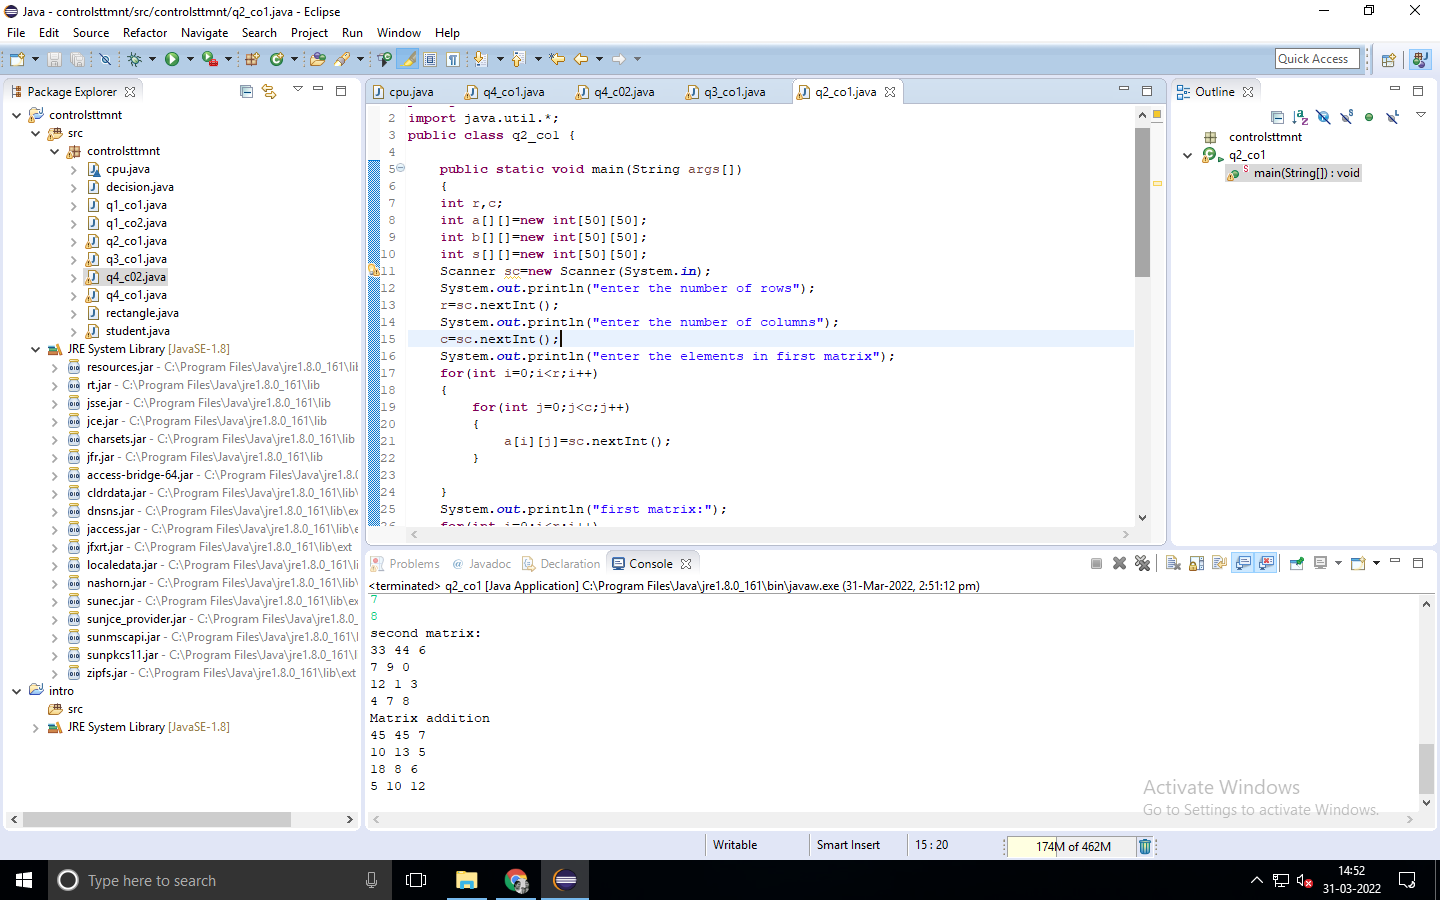 Java - controlsttmnt/src/controlsttmnt/q2_co1.java - Eclipse
File Edit Source Refactor Navigate Search Project Run Window Help
Quick Access
Package Explorer
controlsttmnt
src
controlsttmnt
cpu.java
decision.java
q1_co1.java
q1_co2.java
q2_co1.java
q3_co1.java
q4_c02.java
q4_co1.java
rectangle.java
student.java
JRE System Library [JavaSE-1.8]
resources.jar - C:\Program Files\Java\jre1.8.0_161\lib
rt.jar - C:\Program Files\Java\jre1.8.0_161\lib
jsse.jar - C:\Program Files\Java\jre1.8.0_161\lib
jce.jar - C:\Program Files\Java\jre1.8.0_161\lib
charsets.jar - C:\Program Files\Java\jre1.8.0_161\lib
jfr.jar - C:\Program Files\Java\jre1.8.0_161\lib
access-bridge-64.jar - C:\Program Files\Java\jre1.8.0
cldrdata.jar - C:\Program Files\Java\jre1.8.0_161\lib\
dnsns.jar - C:\Program Files\Java\jre1.8.0_161\lib\ex
jaccess.jar - C:\Program Files\Java\jre1.8.0_161\lib\e
jfxrt.jar - C:\Program Files\Java\jre1.8.0_161\lib\ext
localedata.jar - C:\Program Files\Java\jre1.8.0_161\li
nashorn.jar - C:\Program Files\Java\jre1.8.0_161\lib\
sunec.jar - C:\Program Files\Java\jre1.8.0_161\lib\ex
sunjce_provider.jar - C:\Program Files\Java\jre1.8.0_
sunmscapi.jar - C:\Program Files\Java\jre1.8.0_161\l
sunpkcs11.jar - C:\Program Files\Java\jre1.8.0_161\l
zipfs.jar - C:\Program Files\Java\jre1.8.0_161\lib\ext
intro
src
JRE System Library [JavaSE-1.8]
cpu.java q4_co1.java q4_c02.java q3_co1.java q2_co1.java
2 import java.util.*;
3 public class q2_co1 {
4
5 public static void main(String args[])
6 {
7 int r,c;
8 int a[][]=new int[50][50];
9 int b[][]=new int[50][50];
10 int s[][]=new int[50][50];
11 Scanner sc=new Scanner(System.in);
12 System.out.println("enter the number of rows");
13 r=sc.nextInt();
14 System.out.println("enter the number of columns");
15 c=sc.nextInt();
16 System.out.println("enter the elements in first matrix");
17 for(int i=0;i<r;i++)
18 {
19 for(int j=0;j<c;j++)
20 {
21 a[i][j]=sc.nextInt();
22 }
23
24 }
25 System.out.println("first matrix:");
26 for(int i=0;i<r;i++)
Outline
controlsttmnt
q2_co1
main(String[]) : void
Problems @ Javadoc Declaration Console
<terminated> q2_co1 [Java Application] C:\Program Files\Java\jre1.8.0_161\bin\javaw.exe (31-Mar-2022, 2:51:12 pm)
7
8
second matrix:
33 44 6
7 9 0
12 1 3
4 7 8
Matrix addition
45 45 7
10 13 5
18 8 6
5 10 12
Activate Windows
Go to Settings to activate Windows.
Writable Smart Insert 15 : 20 174M of 462M
Type here to search
14:52
31-03-2022